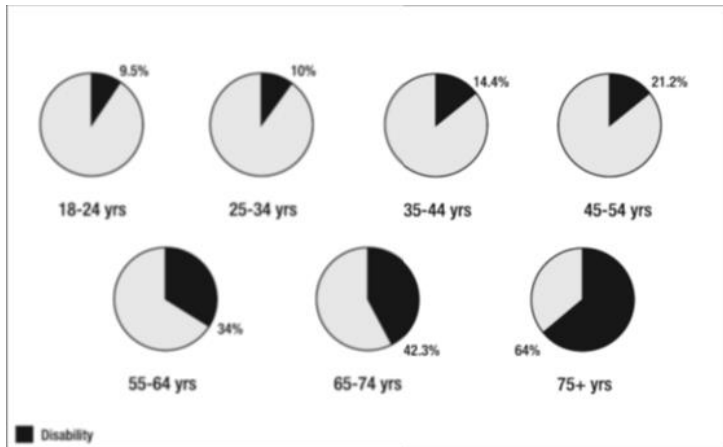 9.5%
10%
14.4%
21.2%
18-24 yrs
25-34 yrs
35-44 yrs
45-54 yrs
34%
42.3%
64%
55-64 yrs
65-74 yrs
75+ yrs
Disability